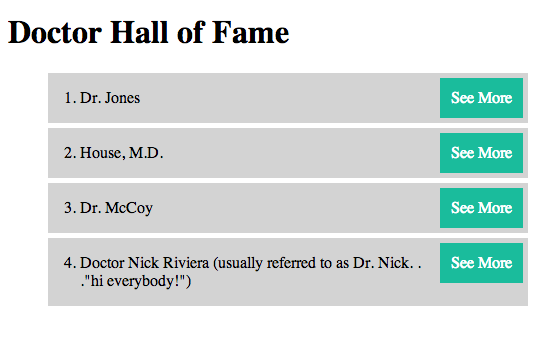 Doctor Hall of Fame
1. Dr. Jones See More
2. House, M.D. See More
3. Dr. McCoy See More
4. Doctor Nick Riviera (usually referred to as Dr. Nick. . See More
."hi everybody!")